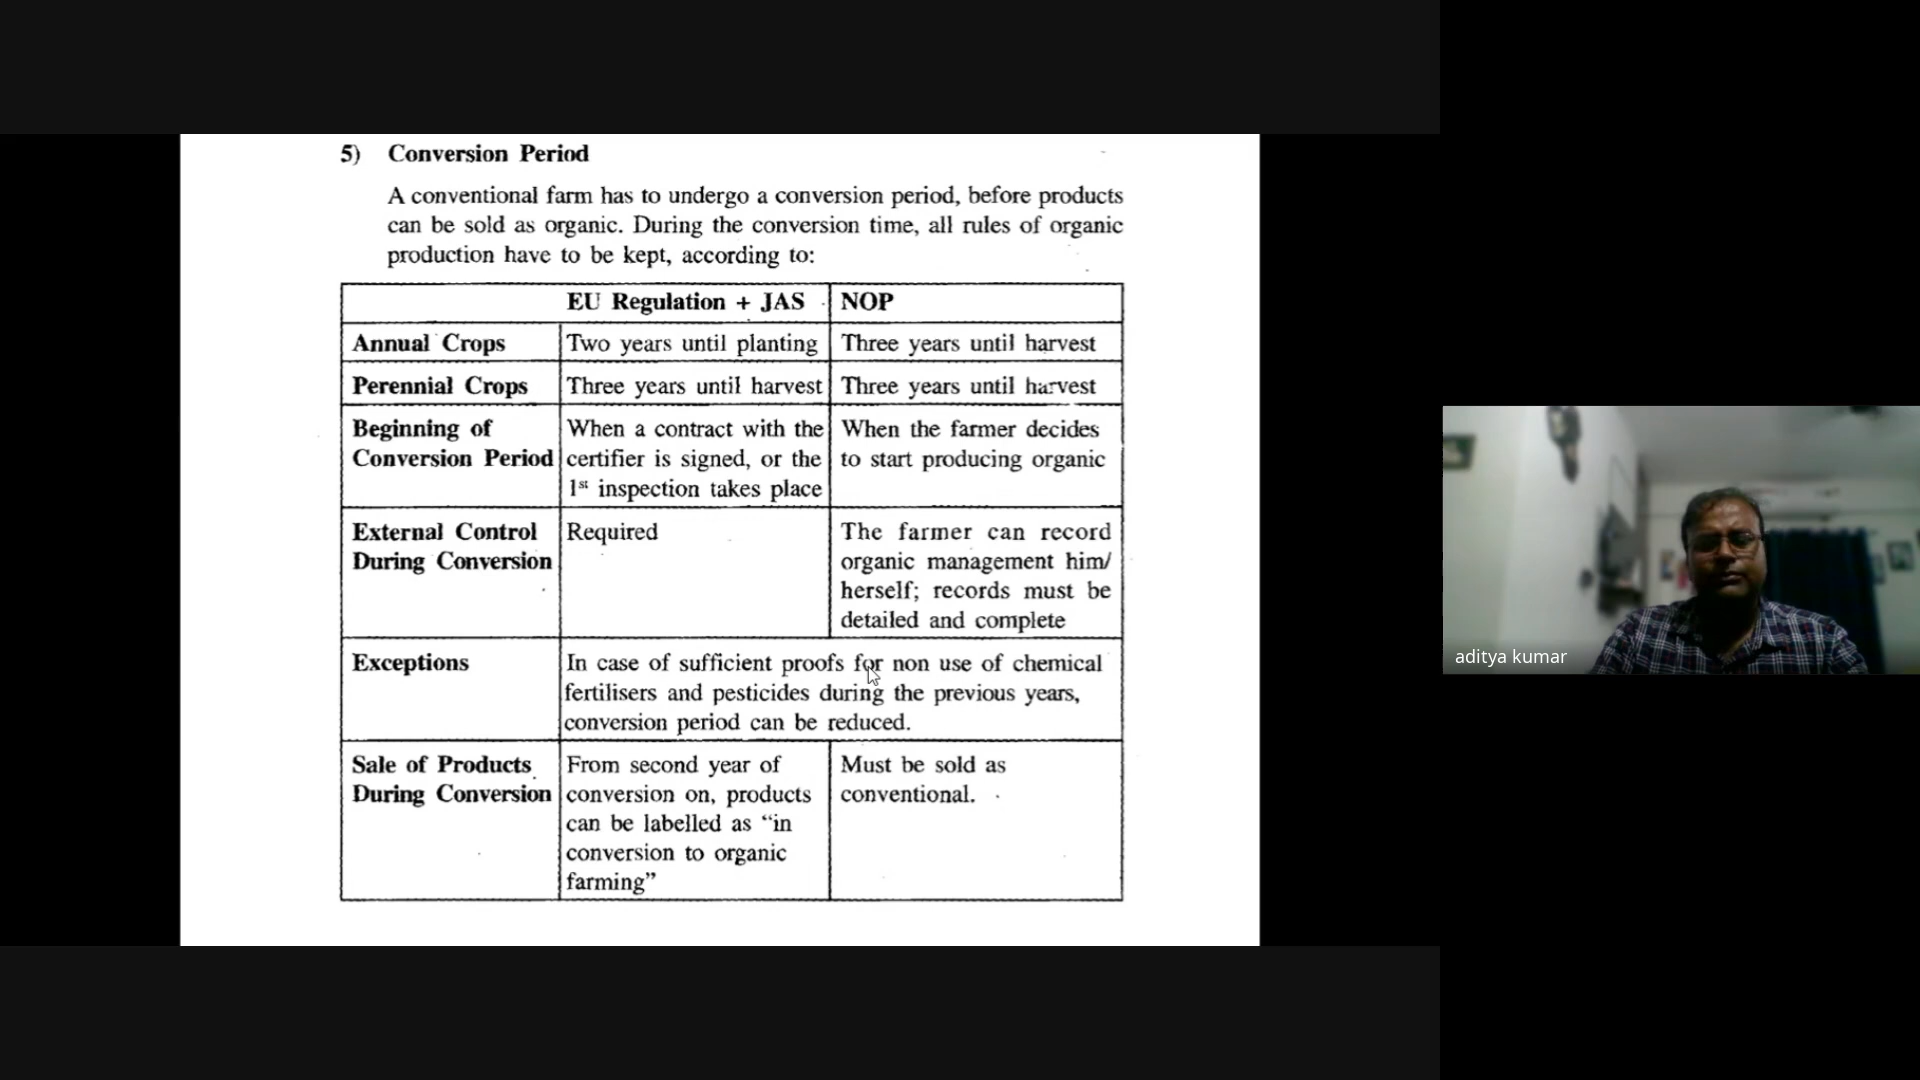 5) Conversion Period
A conventional farm has to undergo a conversion period, before products
can be sold as organic. During the conversion time, all rules of organic
production have to be kept, according to:
EU Regulation + JAS NOP
Annual Crops Two years until planting Three years until harvest
Perennial Crops Three years until harvest Three years until harvest
Beginning of When a contract with the When the farmer decides
Conversion Period certifier is signed, or the to start producing organic
1st inspection takes place
External Control Required The farmer can record
During Conversion organic management him/
herself; records must be
detailed and complete
Exceptions In case of sufficient proofs for non use of chemical
fertilisers and pesticides during the previous years,
conversion period can be reduced.
Sale of Products From second year of Must be sold as
During Conversion conversion on, products conventional.
can be labelled as “in
conversion to organic
farming”
aditya kumar